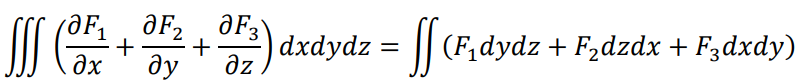 ∭ (∂F₁/∂x + ∂F₂/∂y + ∂F₃/∂z) dxdydz = ∬ (F₁dydz + F₂dzdx + F₃dxdy)